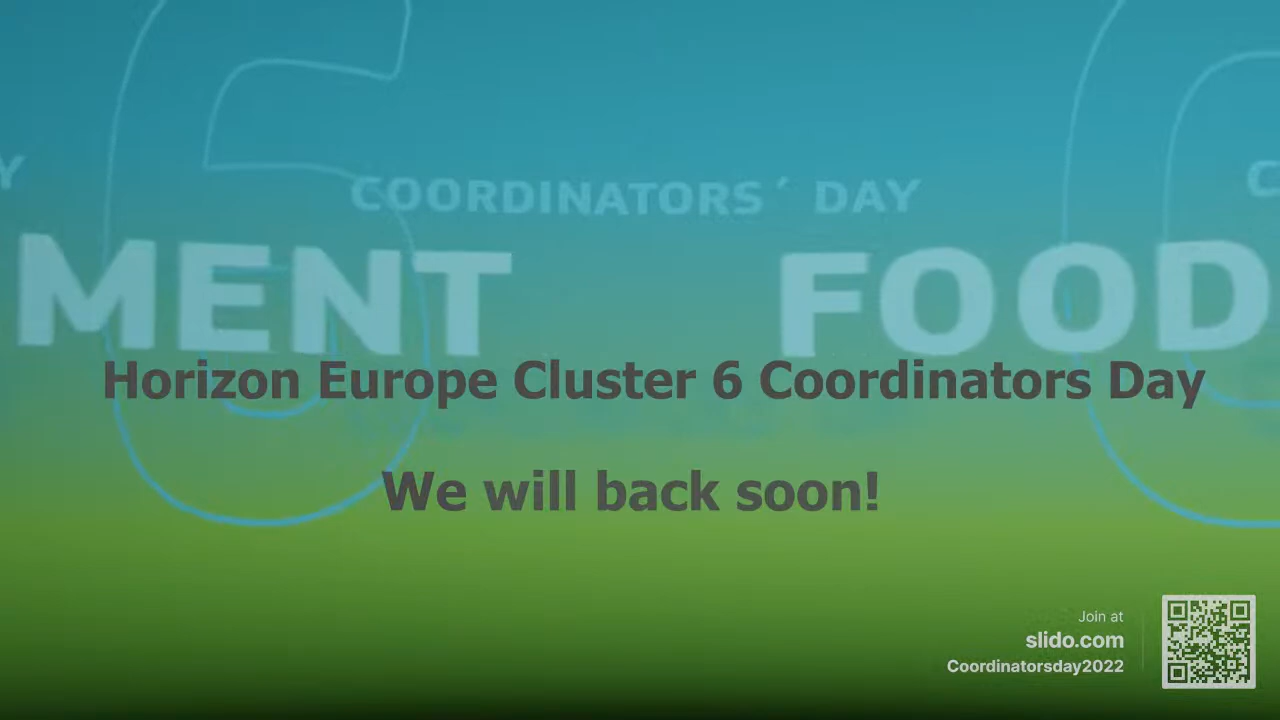 COORDINATORS´ DAY
MENT FOOD
Horizon Europe Cluster 6 Coordinators Day
We will back soon!
Join at
slido.com
Coordinatorsday2022